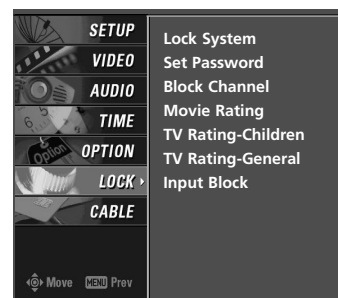 SETUP
VIDEO
AUDIO
TIME
OPTION
LOCK
CABLE
Move MENU Prev
Lock System
Set Password
Block Channel
Movie Rating
TV Rating-Children
TV Rating-General
Input Block